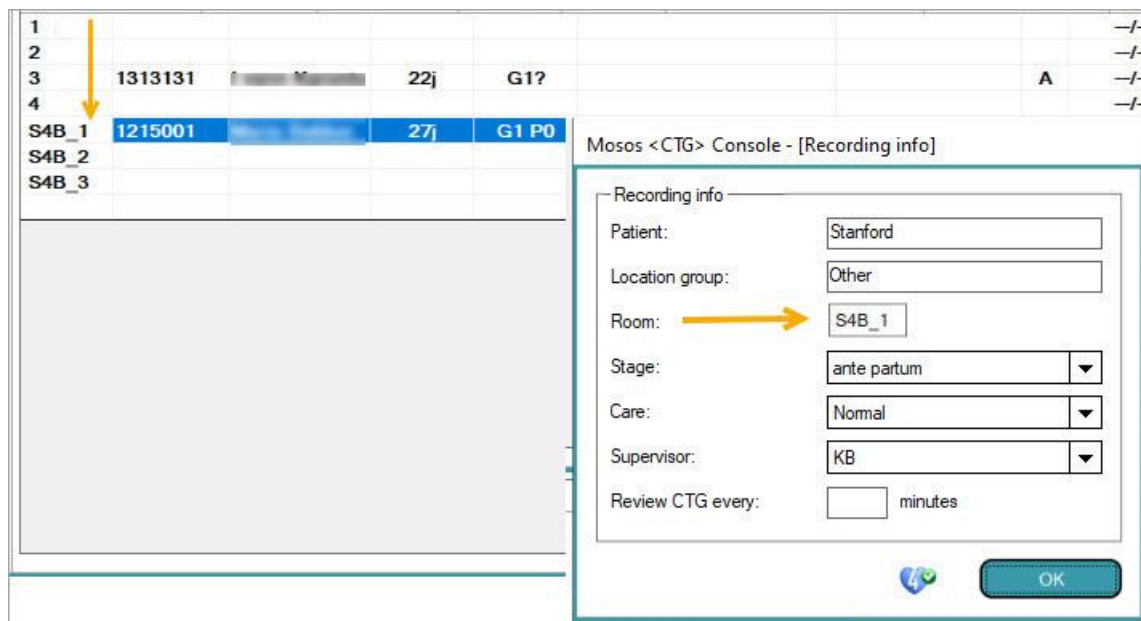 1 —/-
2 —/-
3 1313131 22j G1? A —/-
4 —/-
S4B_1 1215001 27j G1 P0
S4B_2
S4B_3
Mosos <CTG> Console - [Recording info]
Recording info
Patient: Stanford
Location group: Other
Room: S4B_1
Stage: ante partum
Care: Normal
Supervisor: KB
Review CTG every: minutes
4
OK